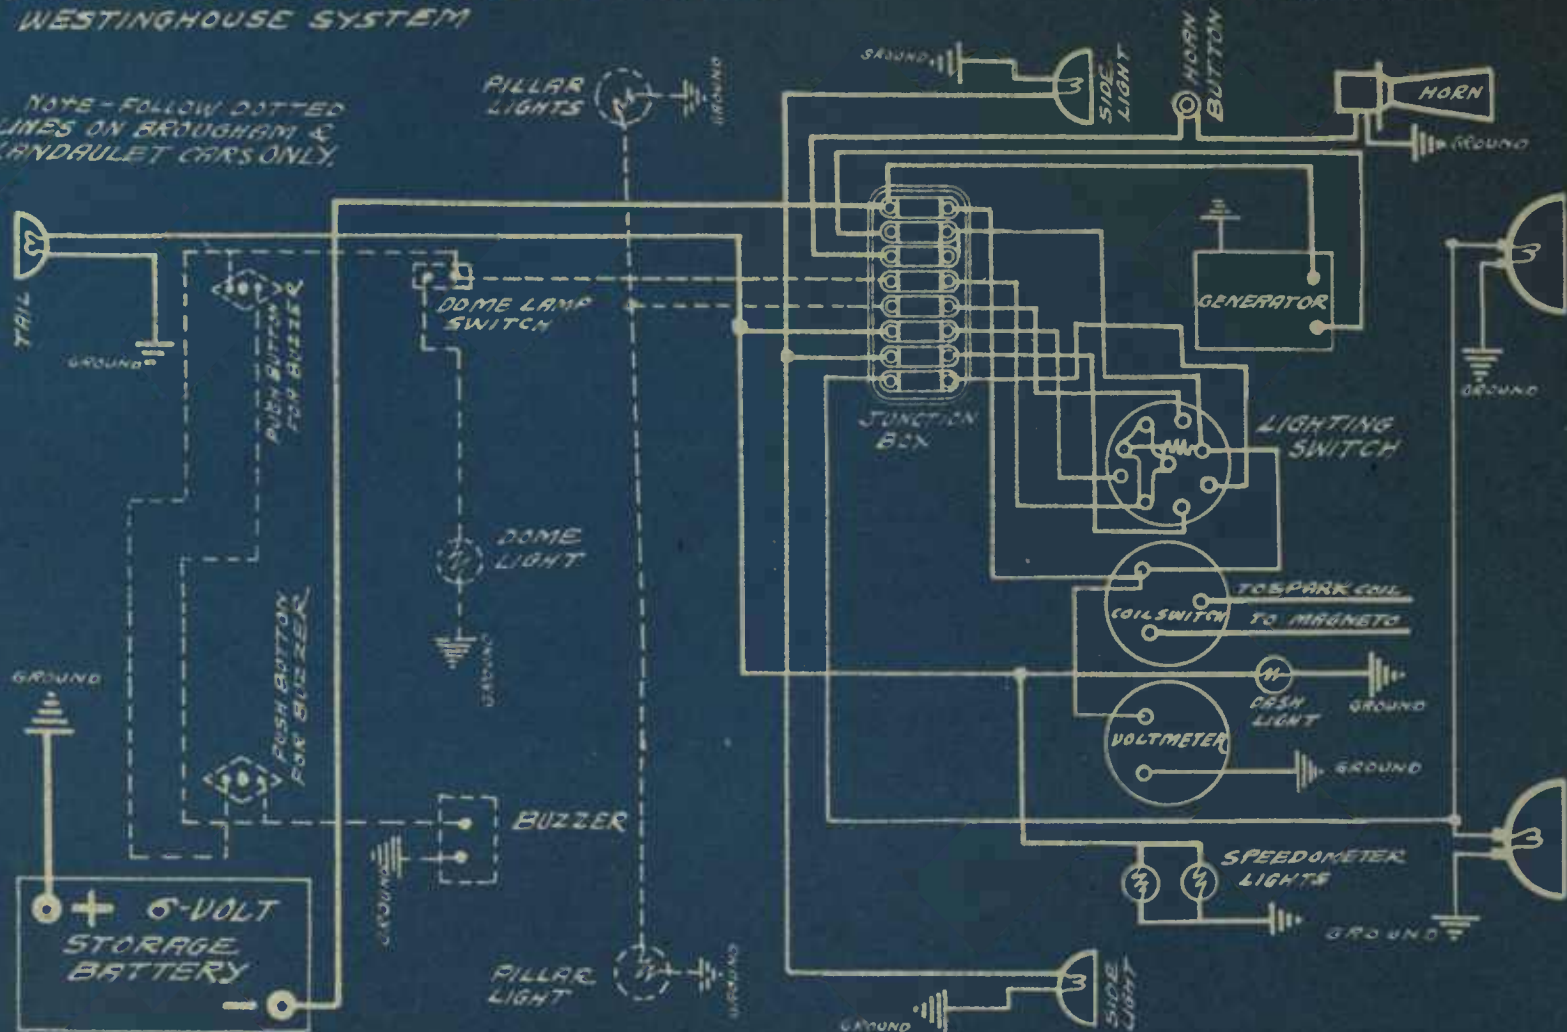 WESTINGHOUSE SYSTEM
NOTE - FOLLOW DOTTED
LINES ON BROUGHAM &
LANDAULET CARS ONLY.
PILLAR
LIGHTS
GROUND
GROUND
SIDE
LIGHT
HORN
BUTTON
HORN
GROUND
TAIL
GROUND
PUSH BUTTON
FOR BUZZER
DOME LAMP
SWITCH
JUNCTION
BOX
GENERATOR
GROUND
LIGHTING
SWITCH
DOME
LIGHT
GROUND
COIL SWITCH
TO SPARK COIL
TO MAGNETO
GROUND
PUSH BUTTON
FOR BUZZER
DASH
LIGHT
GROUND
VOLTMETER
GROUND
BUZZER
GROUND
SPEEDOMETER
LIGHTS
GROUND
+ 6-VOLT
STORAGE
BATTERY
-
PILLAR
LIGHT
GROUND
GROUND
SIDE
LIGHT